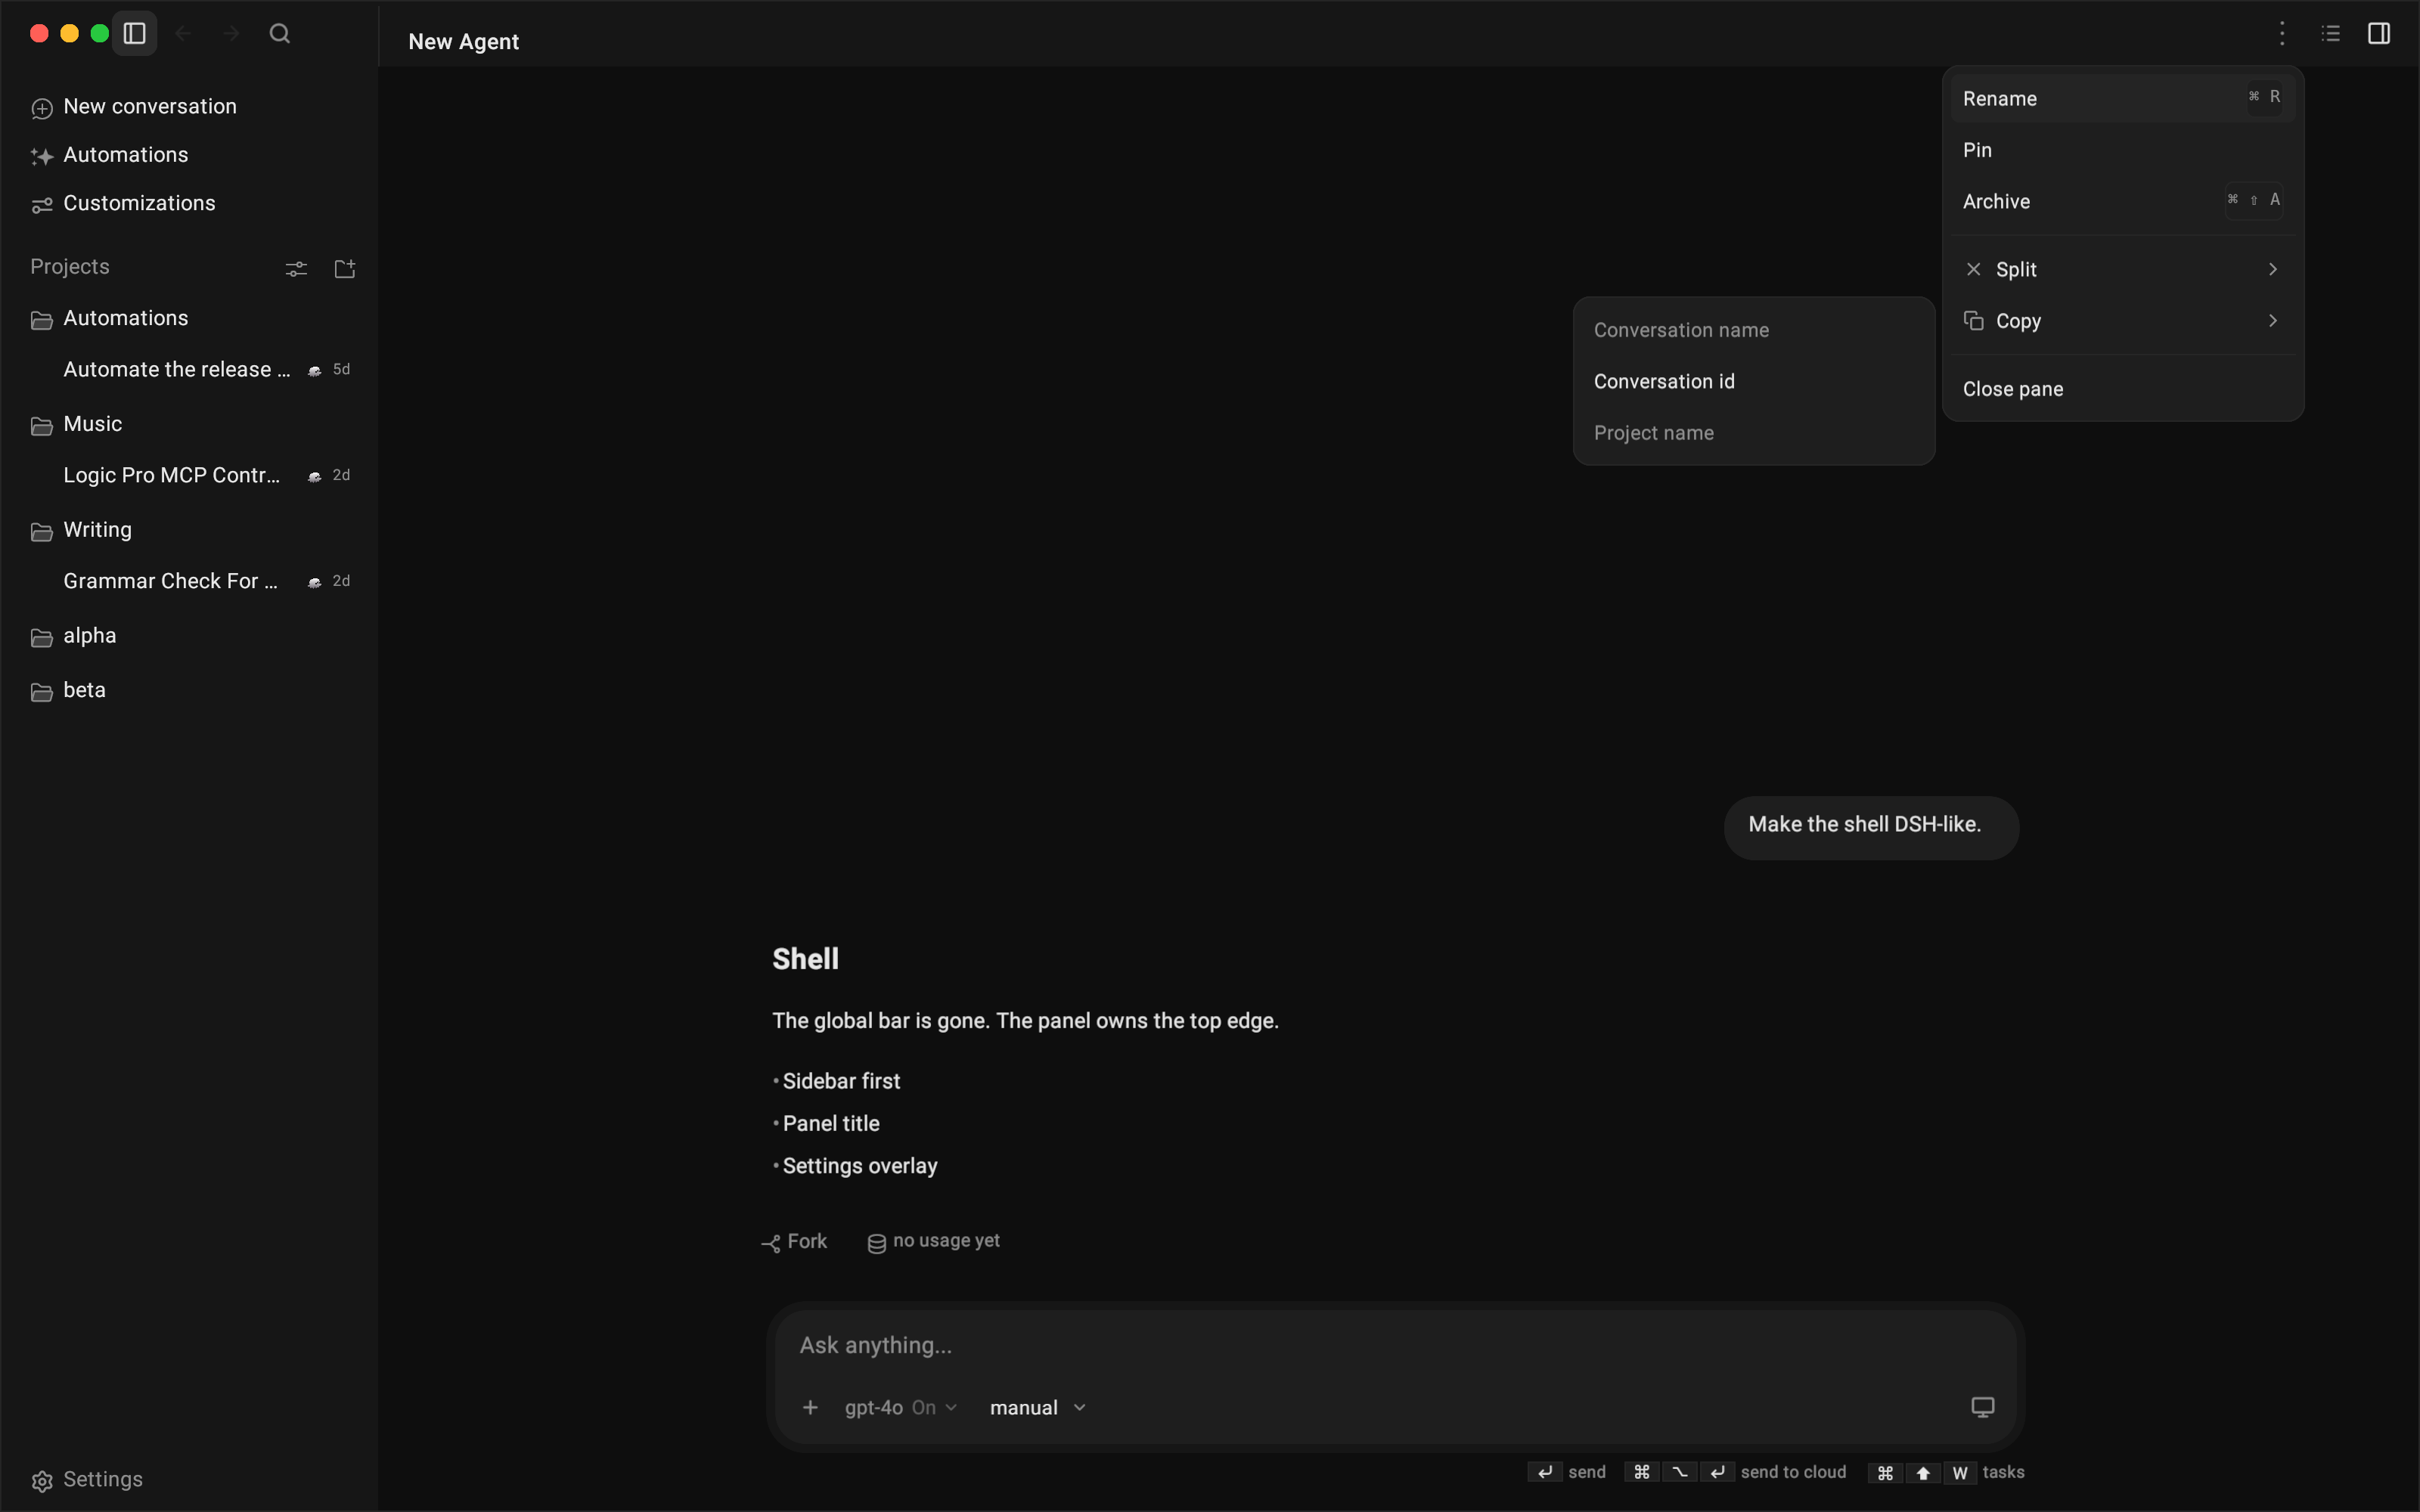 New Agent
New conversation
Automations
Customizations
Projects
Automations
Automate the release ... 5d
Music
Logic Pro MCP Contr... 2d
Writing
Grammar Check For ... 2d
alpha
beta
Settings
Rename ⌘ R
Pin
Archive ⌘ ⇧ A
Split
Copy
Close pane
Conversation name
Conversation id
Project name
Make the shell DSH-like.
Shell
The global bar is gone. The panel owns the top edge.
• Sidebar first
• Panel title
• Settings overlay
Fork no usage yet
Ask anything...
gpt-4o On manual
↵ send ⌘ ⌥ ↵ send to cloud ⌘ ⬆ W tasks